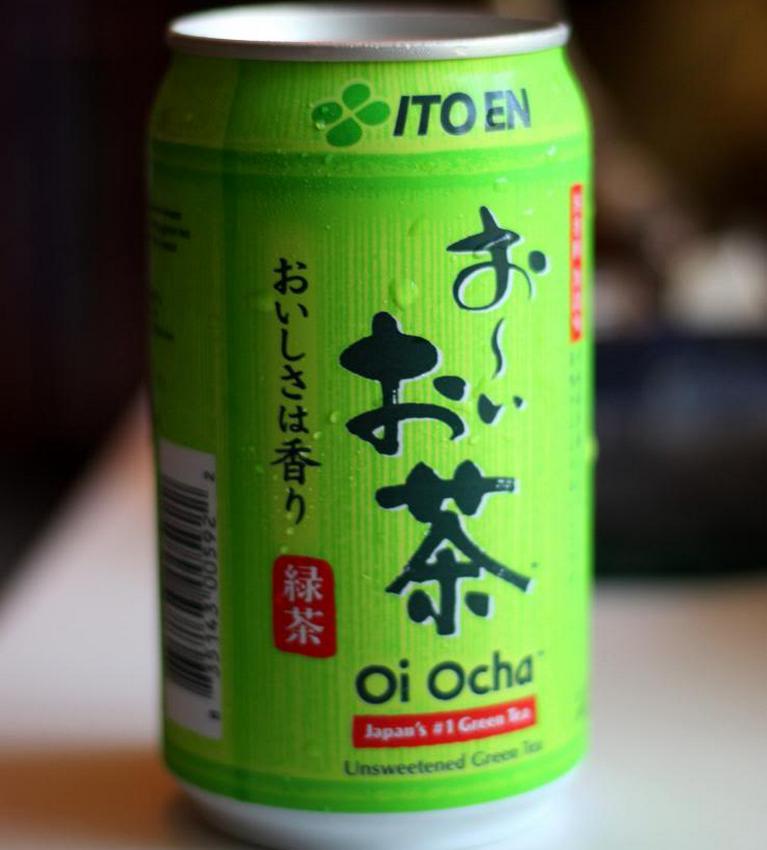 ITO EN
お～い
お茶
おいしさは香り
緑茶
Oi Ocha
Japan's #1 Green Tea
Unsweetened Green Tea